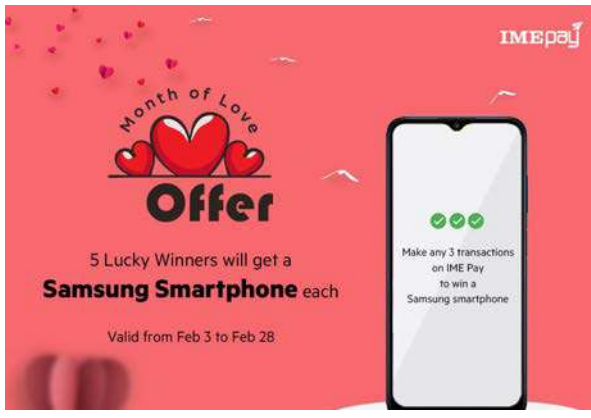 IMEpay
Month of Love
Offer
5 Lucky Winners will get a
Samsung Smartphone each
Valid from Feb 3 to Feb 28
Make any 3 transactions
on IME Pay
to win a
Samsung smartphone